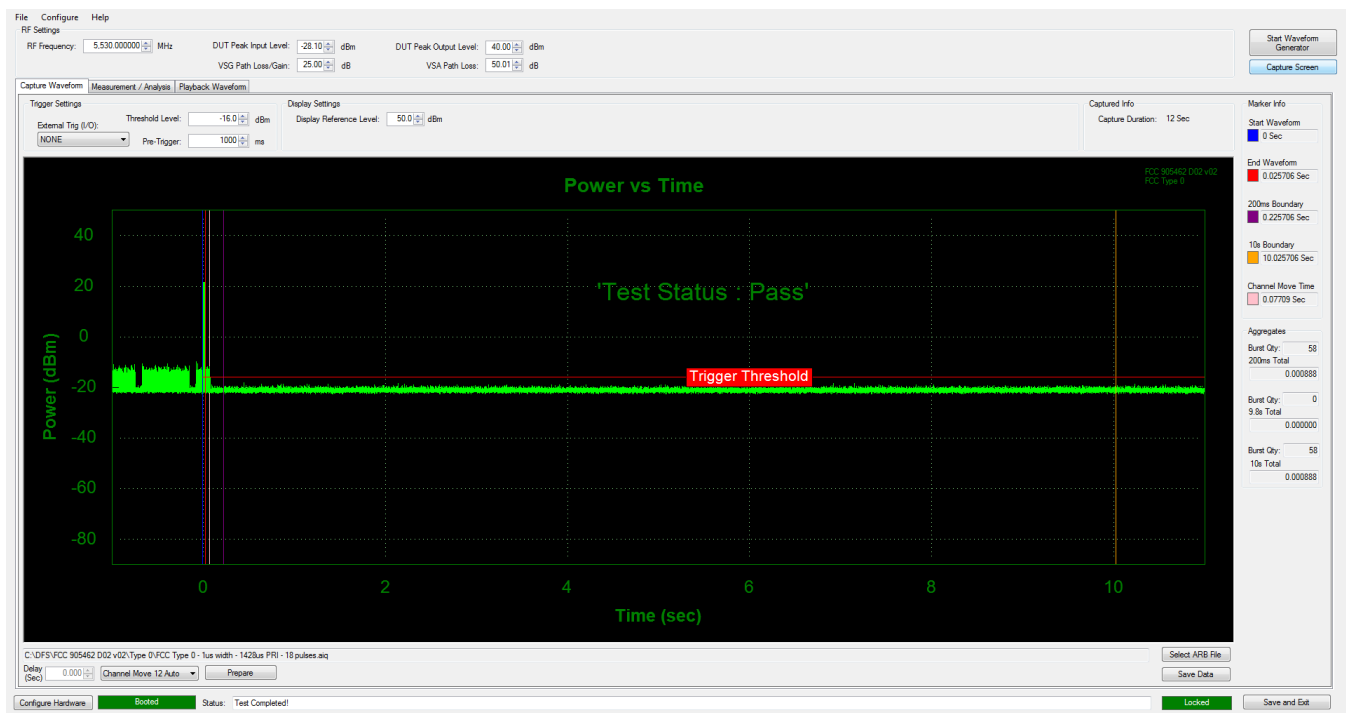 File Configure Help
RF Settings
RF Frequency: 5,530.000000 MHz DUT Peak Input Level: -28.10 dBm DUT Peak Output Level: 40.00 dBm
VSG Path Loss/Gain: 25.00 dB VSA Path Loss: 50.01 dB
Start Waveform
Generator
Capture Screen
Capture Waveform Measurement / Analysis Playback Waveform
Trigger Settings
External Trig (I/O): Threshold Level: -16.0 dBm
NONE Pre-Trigger: 1000 ms
Display Settings
Display Reference Level: 50.0 dBm
Captured Info
Capture Duration: 12 Sec
Marker Info
Start Waveform
0 Sec
End Waveform
0.025706 Sec
200ms Boundary
0.225706 Sec
10s Boundary
10.025706 Sec
Channel Move Time
0.07709 Sec
Aggregates
Burst Qty: 58
200ms Total
0.000888
Burst Qty: 0
9.8s Total
0.000000
Burst Qty: 58
10s Total
0.000888
Power vs Time
FCC 905462 D02 v02
FCC Type 0
'Test Status : Pass'
Trigger Threshold
Power (dBm)
40
20
0
-20
-40
-60
-80
0 2 4 6 8 10
Time (sec)
C:\DFS\FCC 905462 D02 v02\Type 0\FCC Type 0 - 1us width - 1428us PRI - 18 pulses.aiq
Select ARB File
Delay
(Sec) 0.000 Channel Move 12 Auto Prepare
Save Data
Configure Hardware Booted Status: Test Completed! Locked Save and Exit